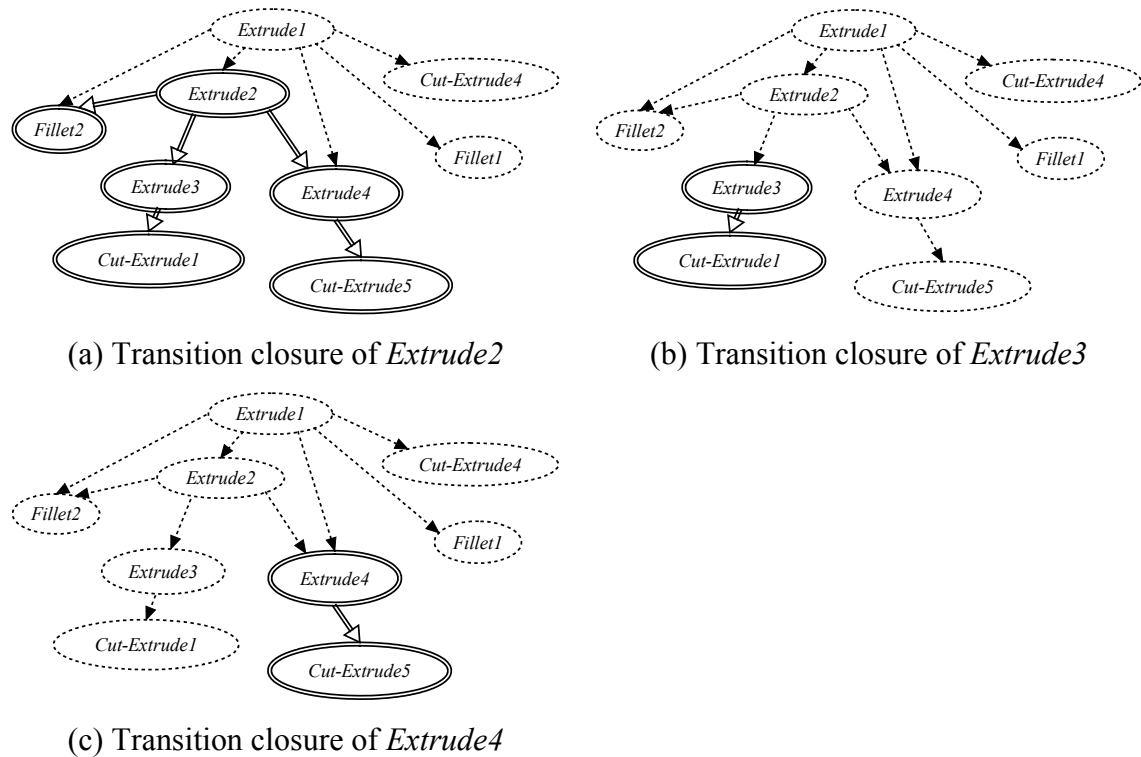 Extrude1
Cut-Extrude4
Extrude2
Fillet2
Fillet1
Extrude3
Extrude4
Cut-Extrude1
Cut-Extrude5
(a) Transition closure of Extrude2
Extrude1
Cut-Extrude4
Extrude2
Fillet2
Fillet1
Extrude3
Extrude4
Cut-Extrude1
Cut-Extrude5
(b) Transition closure of Extrude3
Extrude1
Cut-Extrude4
Extrude2
Fillet2
Fillet1
Extrude3
Extrude4
Cut-Extrude1
Cut-Extrude5
(c) Transition closure of Extrude4